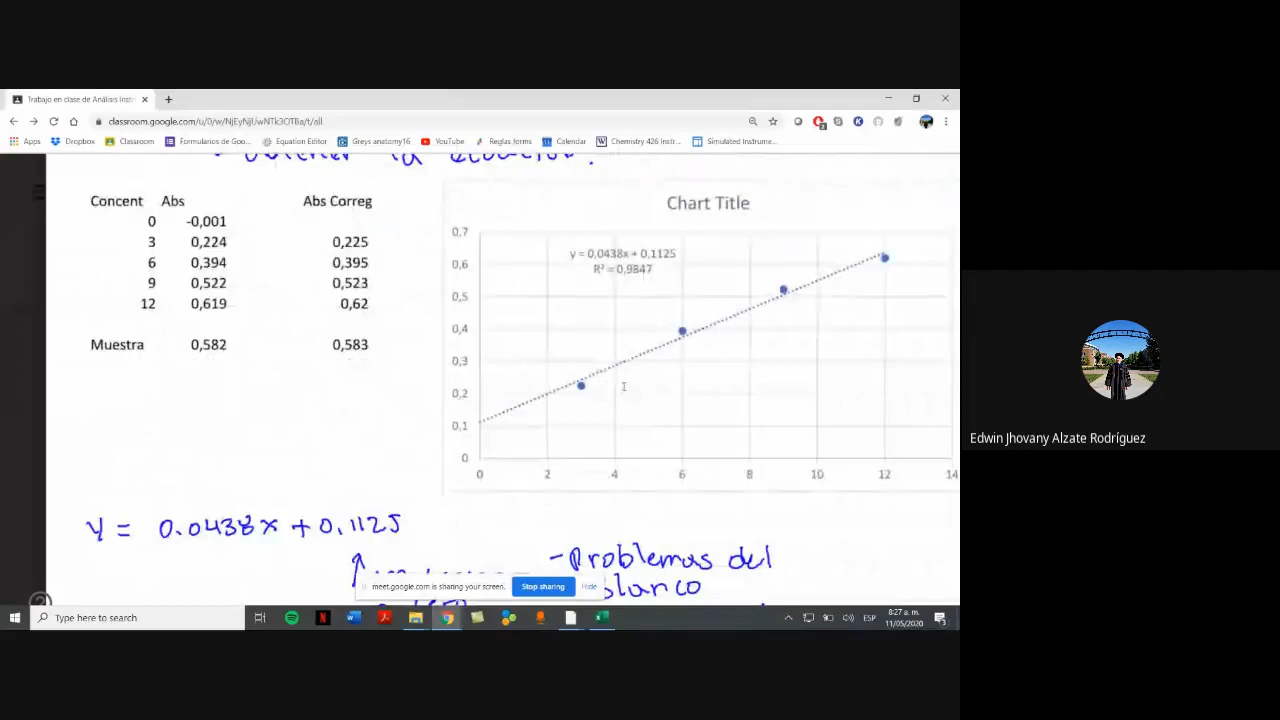 Trabajo en clase de Análisis Inst
classroom.google.com/u/0/w/NjEyNjUwNTk3OTBa/t/all
Apps Dropbox Classroom Formularios de Goo... Equation Editor Greys anatomy16 YouTube Reglas forms Calendar Chemistry 426 Instr... Simulated Instrume...
Concent Abs Abs Correg
0 -0,001
3 0,224 0,225
6 0,394 0,395
9 0,522 0,523
12 0,619 0,62
Muestra 0,582 0,583
Chart Title
y = 0,0438x + 0,1125
R² = 0,9847
0,7
0,6
0,5
0,4
0,3
0,2
0,1
0
0 2 4 6 8 10 12 14
y = 0.0438x + 0.1125
- Problemas del
blanco
meet.google.com is sharing your screen. Stop sharing Hide
Type here to search
ESP
8:27 a. m.
11/05/2020
Edwin Jhovany Alzate Rodríguez